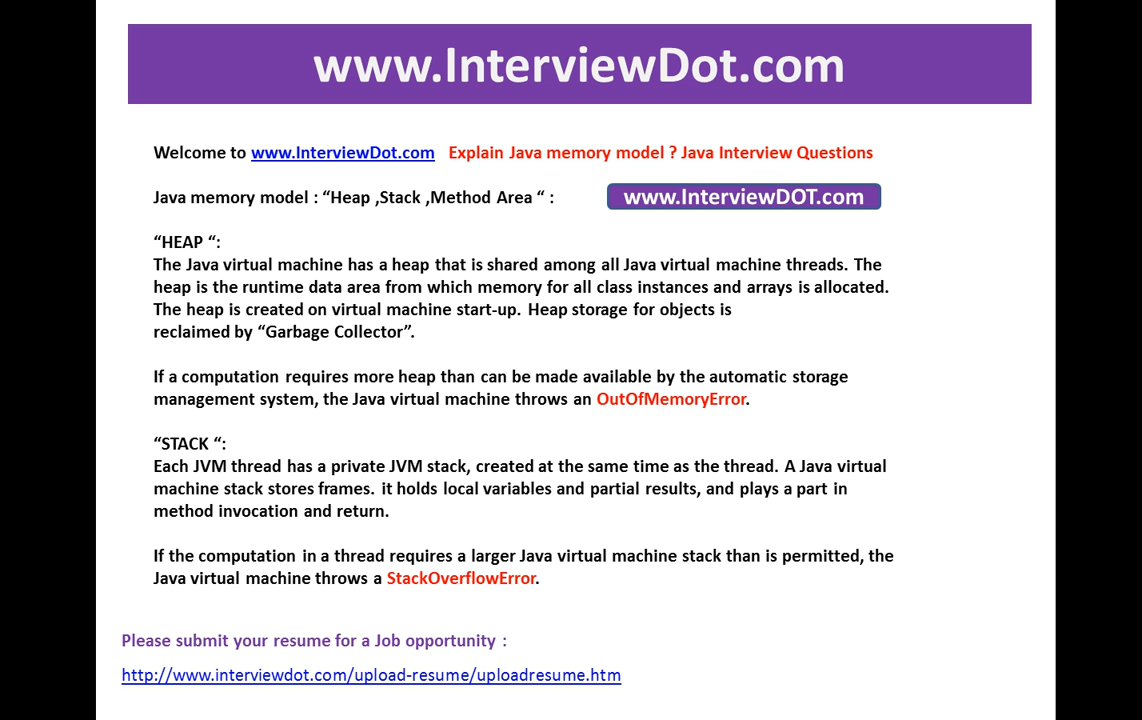 www.InterviewDot.com
Welcome to www.InterviewDot.com Explain Java memory model ? Java Interview Questions
Java memory model : “Heap ,Stack ,Method Area “ :
www.InterviewDOT.com
“HEAP “:
The Java virtual machine has a heap that is shared among all Java virtual machine threads. The
heap is the runtime data area from which memory for all class instances and arrays is allocated.
The heap is created on virtual machine start-up. Heap storage for objects is
reclaimed by “Garbage Collector”.
If a computation requires more heap than can be made available by the automatic storage
management system, the Java virtual machine throws an OutOfMemoryError.
“STACK “:
Each JVM thread has a private JVM stack, created at the same time as the thread. A Java virtual
machine stack stores frames. it holds local variables and partial results, and plays a part in
method invocation and return.
If the computation in a thread requires a larger Java virtual machine stack than is permitted, the
Java virtual machine throws a StackOverflowError.
Please submit your resume for a Job opportunity :
http://www.interviewdot.com/upload-resume/uploadresume.htm